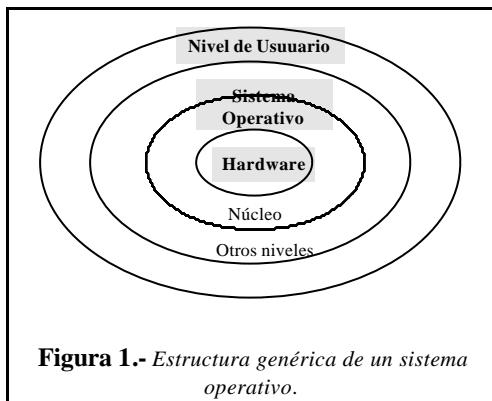 Nivel de Usuuario
Sistema
Operativo
Hardware
Núcleo
Otros niveles
Figura 1.- Estructura genérica de un sistema
operativo.